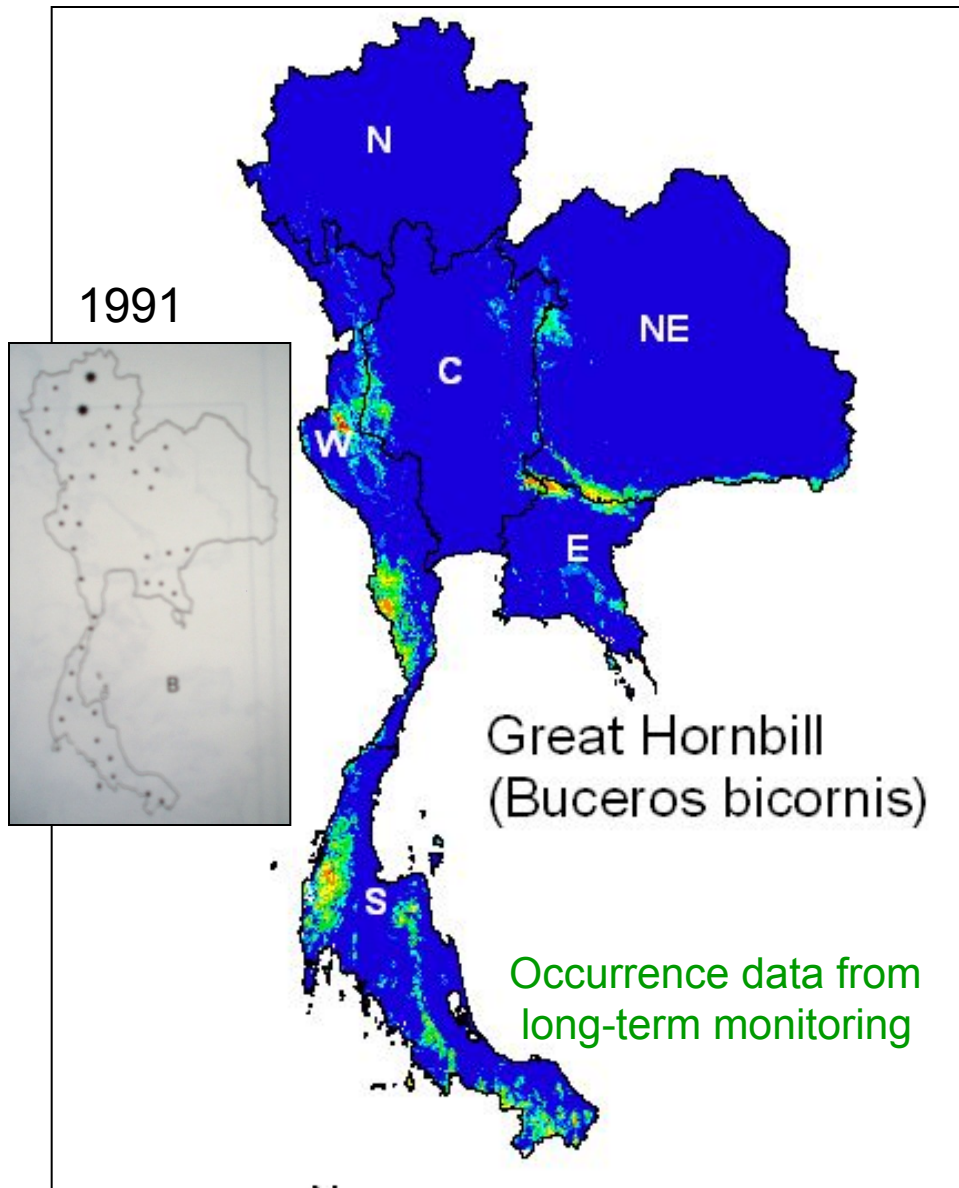 N
1991
NE
C
W
E
B
Great Hornbill
(Buceros bicornis)
S
Occurrence data from
long-term monitoring